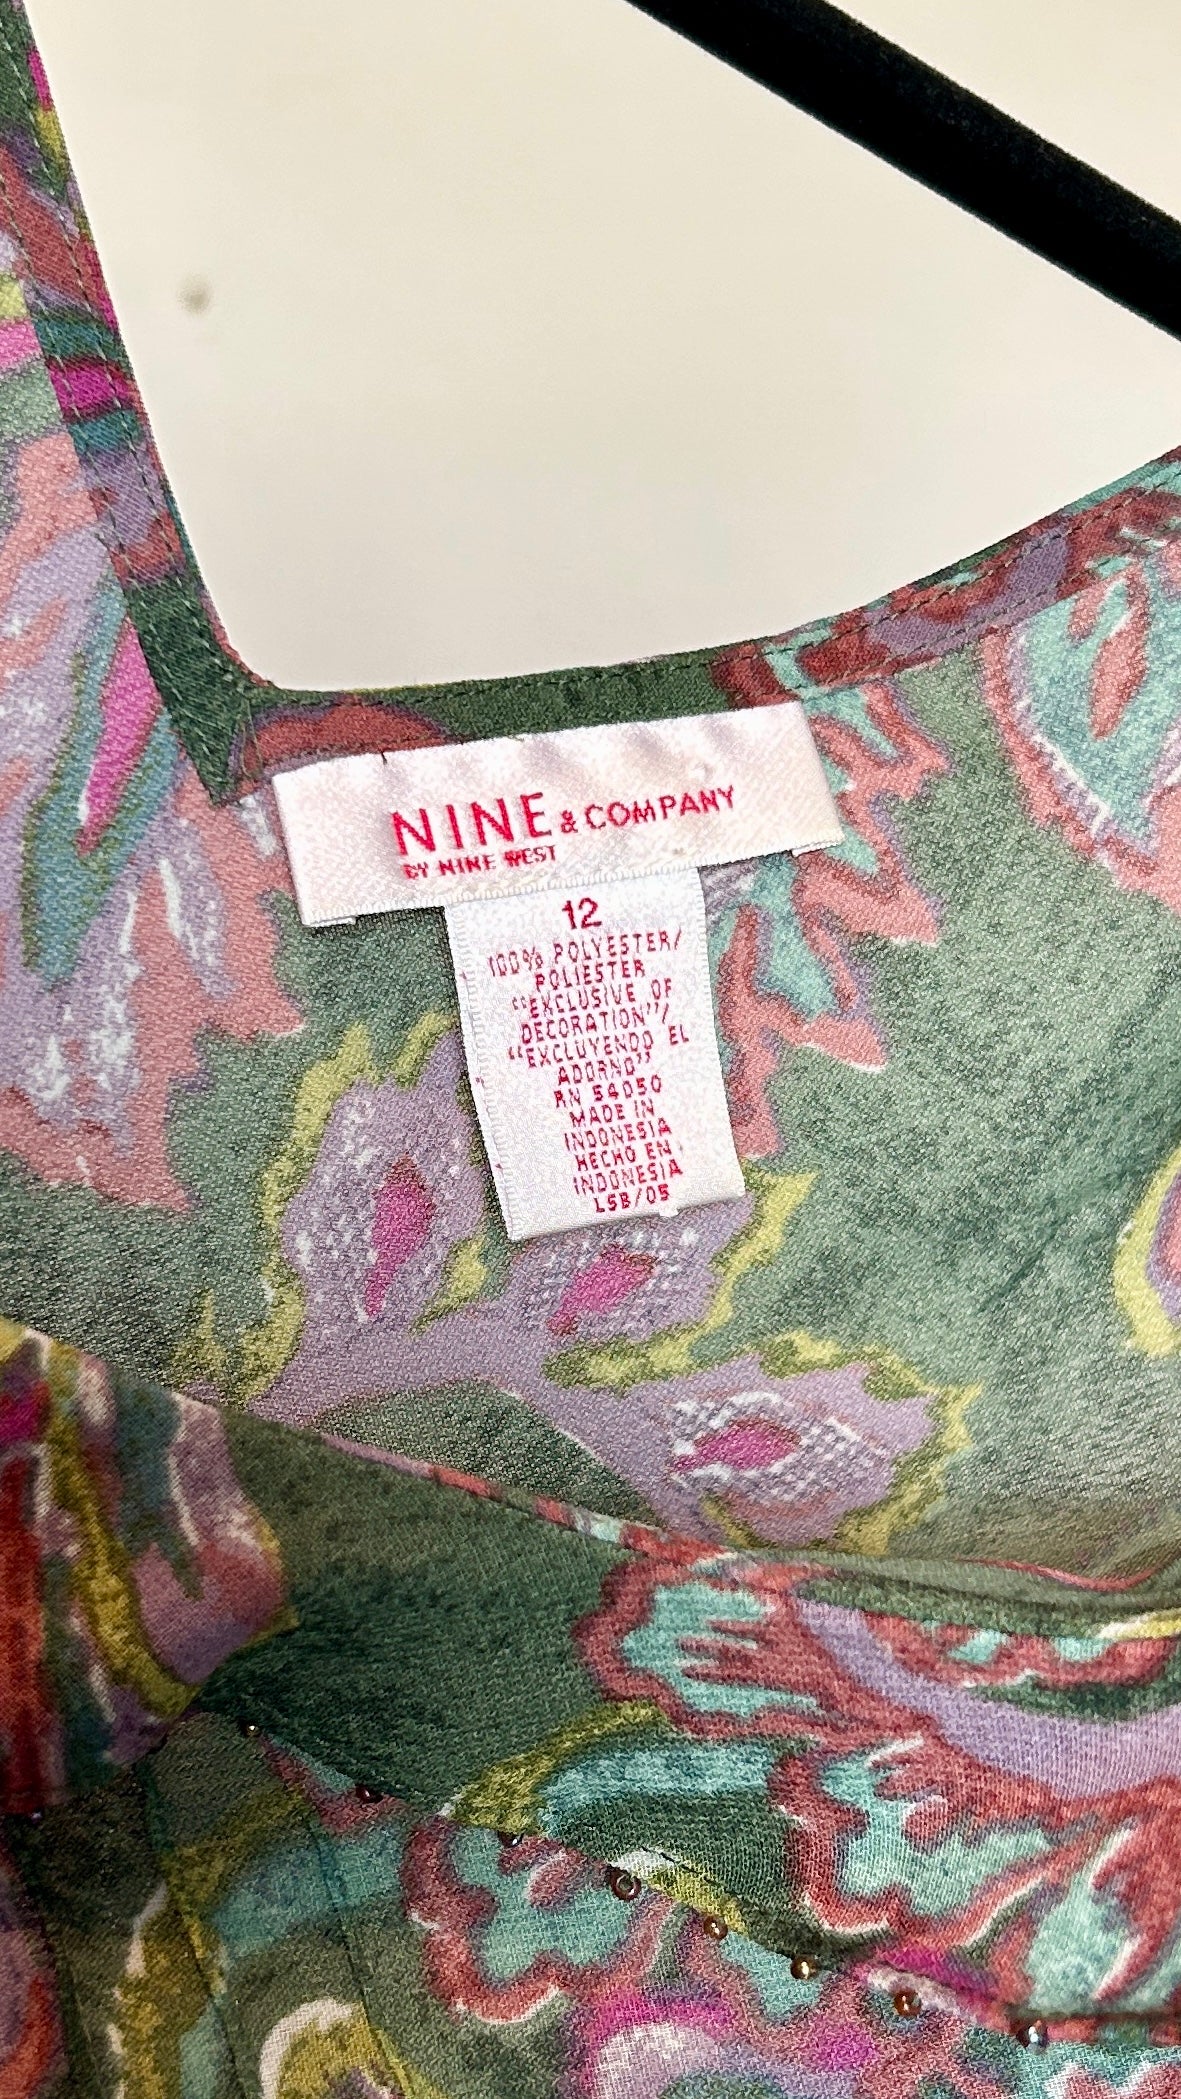 NINE & COMPANY
BY NINE WEST
12
100% POLYESTER/
POLIESTER
"EXCLUSIVE OF
DECORATION"/
"EXCLUYENDO EL
ADORNO"
RN 54050
MADE IN
INDONESIA
HECHO EN
INDONESIA
LSB/05